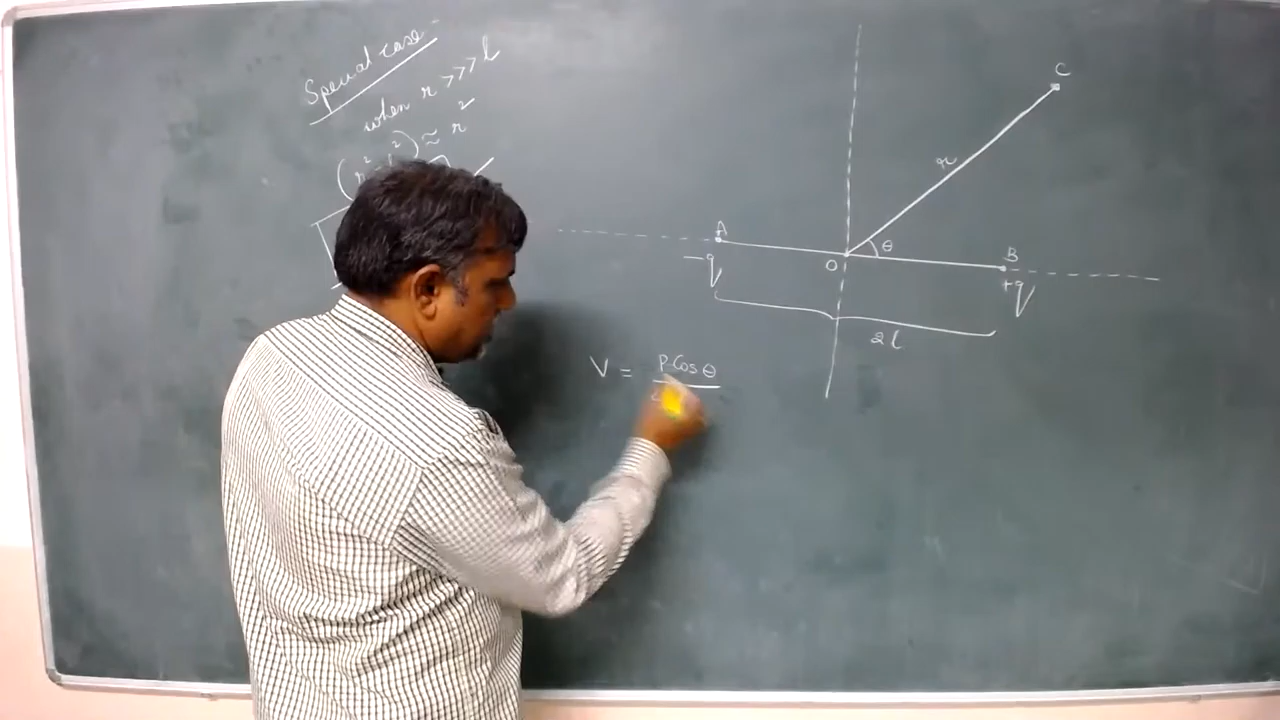 Special case
when r >>> l
(r² - l²) ≈ r²
C
r
A
θ
O
B
-q
+q
2l
V = P Cos θ